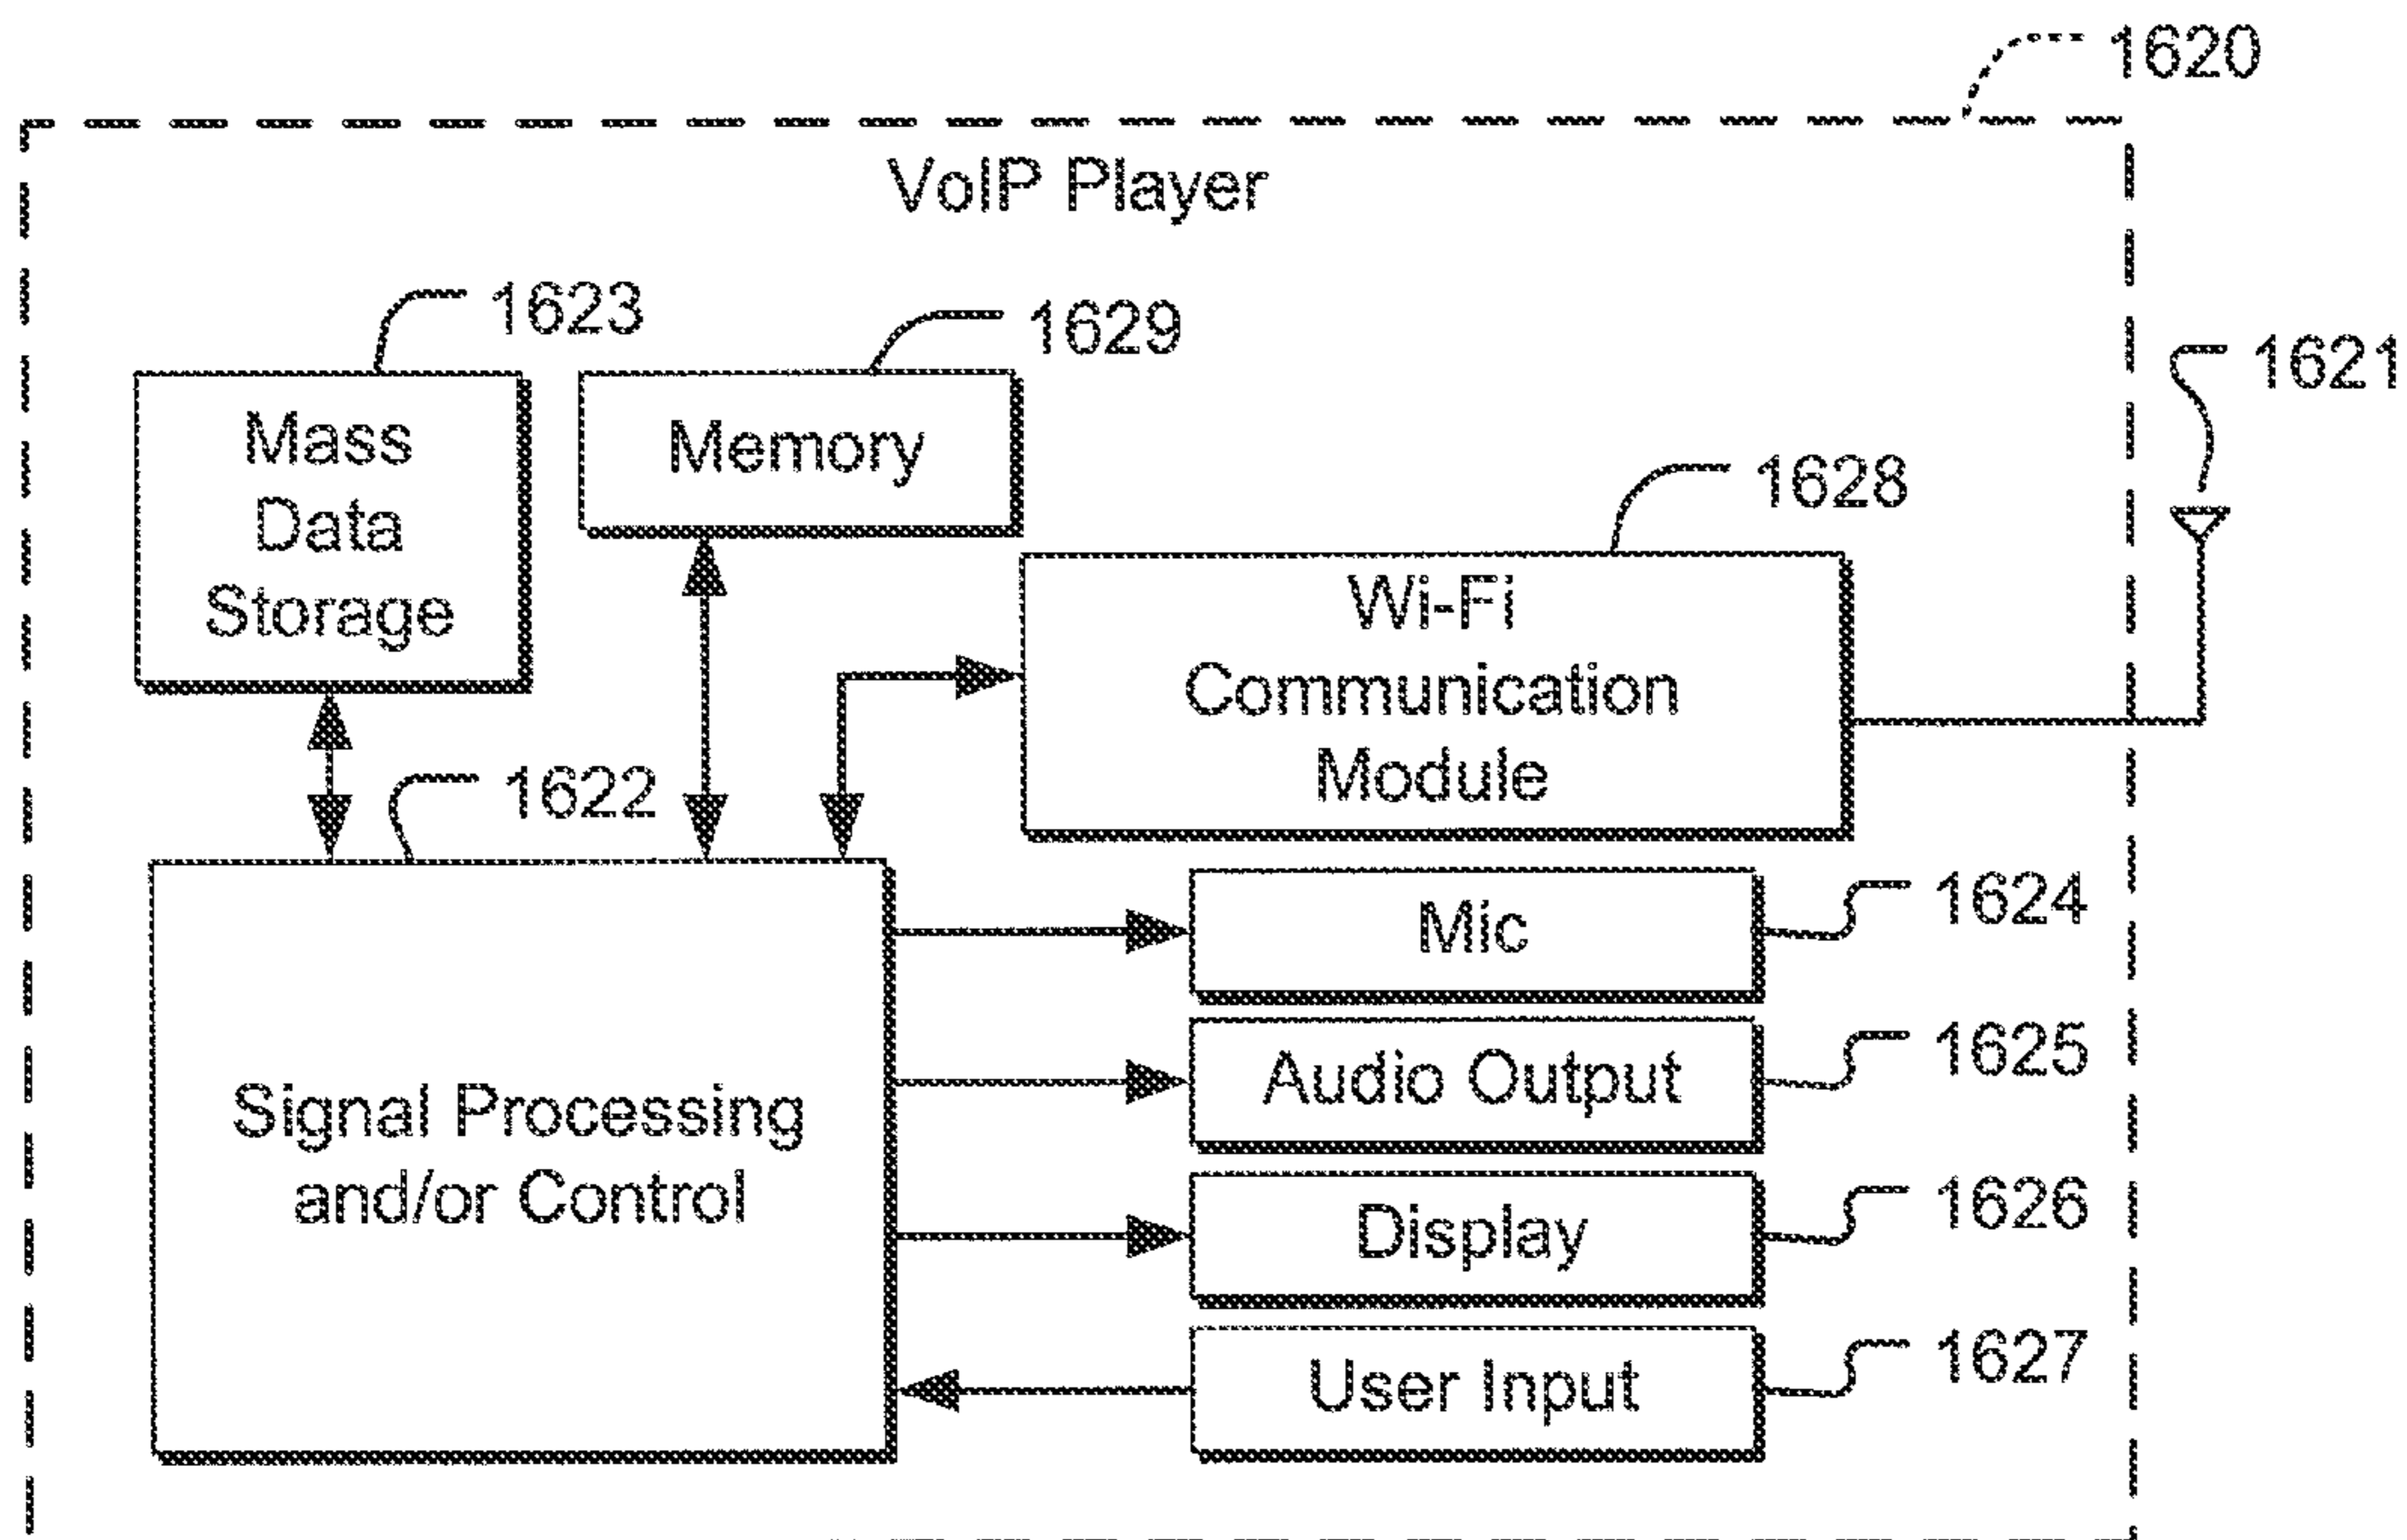 1620
VoIP Player
1623
1629
1621
Mass
Data
Storage
Memory
1628
Wi-Fi
Communication
Module
1622
Signal Processing
and/or Control
Mic
1624
Audio Output
1625
Display
1626
User Input
1627